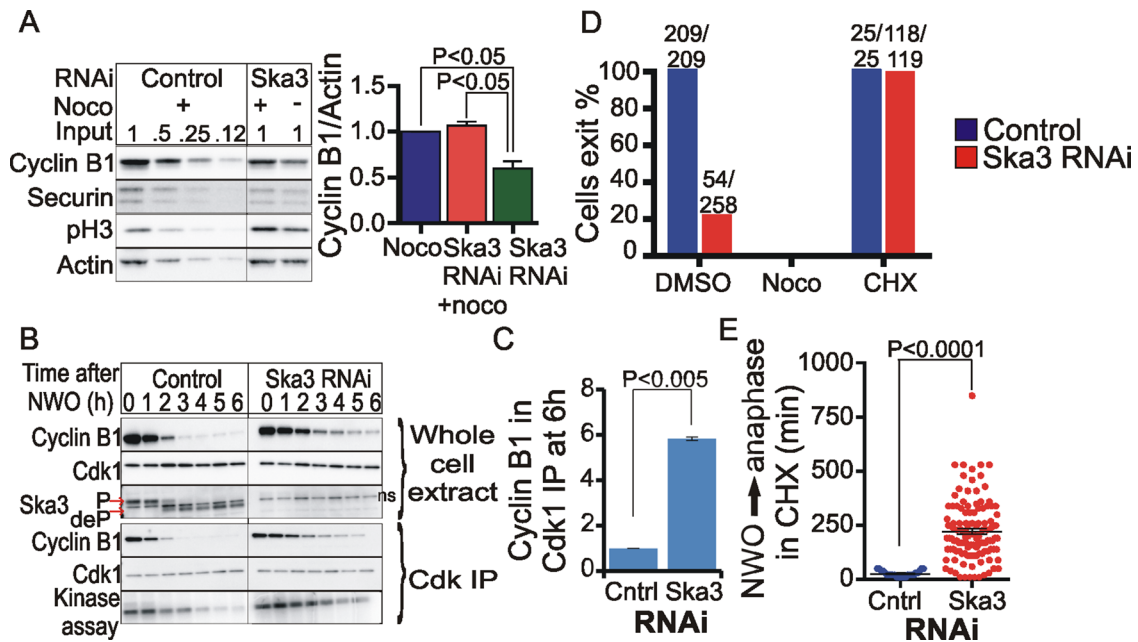 A
RNAi Control Ska3
Noco + + -
Input 1 .5 .25 .12 1 1
Cyclin B1
Securin
pH3
Actin
Cyclin B1/Actin
P<0.05
P<0.05
1.5
1.0
0.5
0.0
Noco Ska3 Ska3
RNAi RNAi
+noco
D
Cells exit %
100
80
60
40
20
0
209/
209
54/
258
25/
25
118/
119
DMSO Noco CHX
Control
Ska3 RNAi
B
Time after Control Ska3 RNAi
NWO (h) 0 1 2 3 4 5 6 0 1 2 3 4 5 6
Cyclin B1
Cdk1
Ska3 P ns
deP
Cyclin B1
Cdk1
Kinase
assay
Whole
cell
extract
Cdk IP
C
Cyclin B1 in
Cdk1 IP at 6h
P<0.005
8
6
4
2
0
Cntrl Ska3
RNAi
E
NWO → anaphase
in CHX (min)
P<0.0001
1000
750
500
250
0
Cntrl Ska3
RNAi